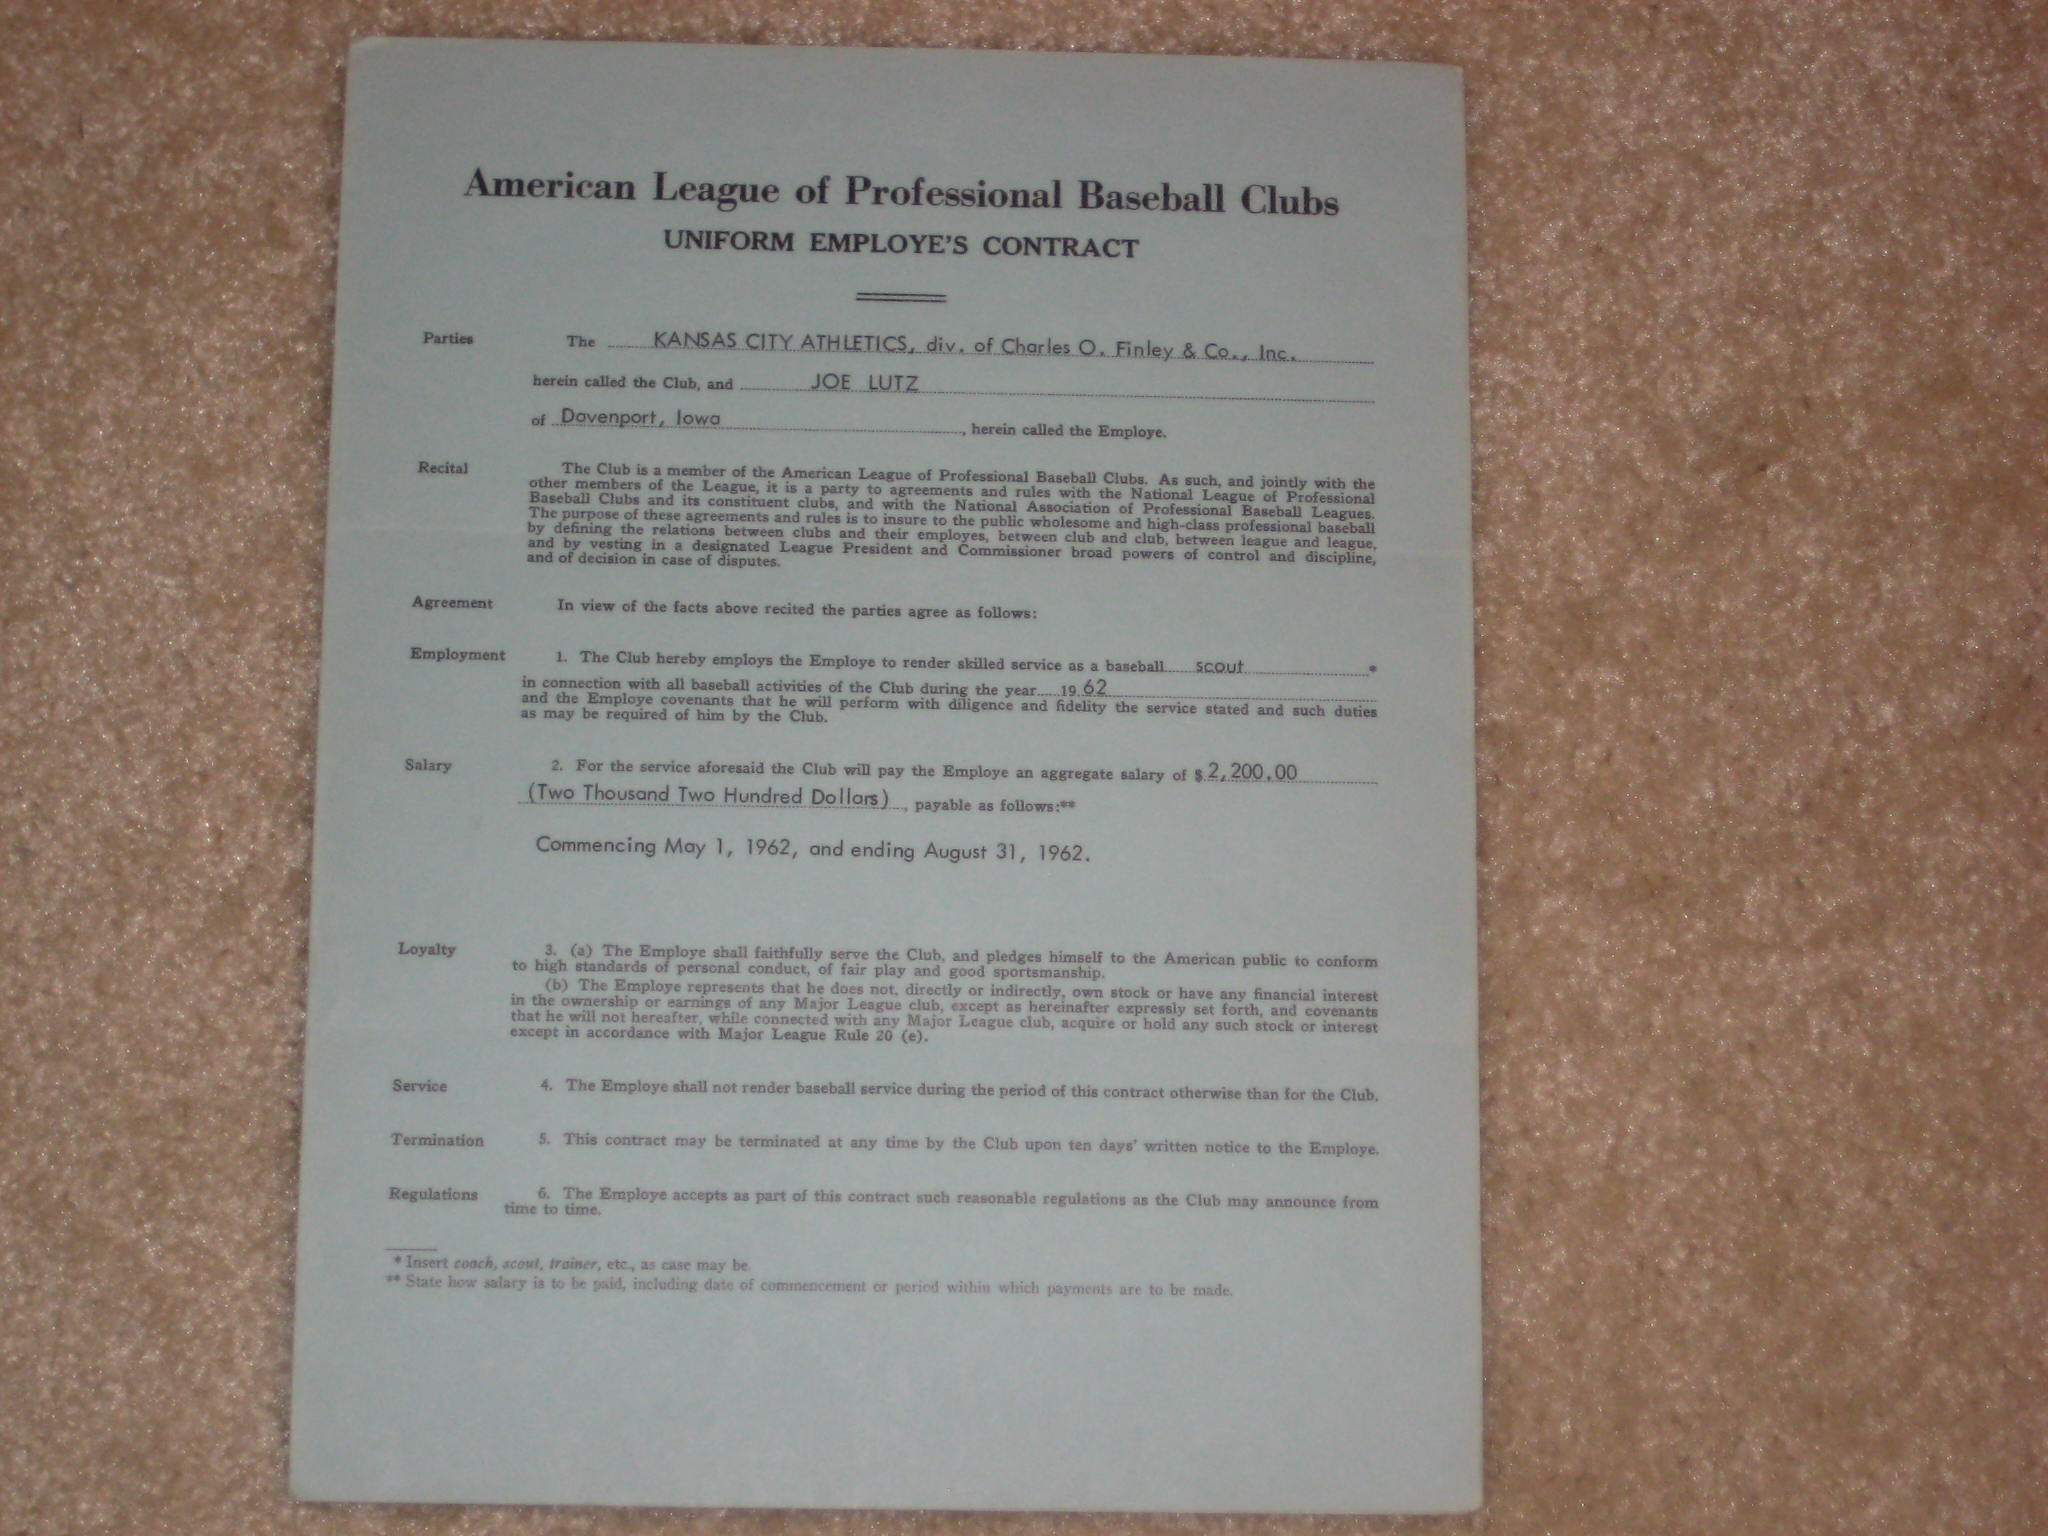 American League of Professional Baseball Clubs
UNIFORM EMPLOYE'S CONTRACT
Parties The KANSAS CITY ATHLETICS, div. of Charles O. Finley & Co., Inc.
herein called the Club, and JOE LUTZ
of Davenport, Iowa, herein called the Employe.
Recital The Club is a member of the American League of Professional Baseball Clubs. As such, and jointly with the
other members of the League, it is a party to agreements and rules with the National League of Professional
Baseball Clubs and its constituent clubs, and with the National Association of Professional Baseball Leagues.
The purpose of these agreements and rules is to insure to the public wholesome and high-class professional baseball
by defining the relations between clubs and their employes, between club and club, between league and league,
and by vesting in a designated League President and Commissioner broad powers of control and discipline,
and of decision in case of disputes.
Agreement In view of the facts above recited the parties agree as follows:
Employment 1. The Club hereby employs the Employe to render skilled service as a baseball scout *
in connection with all baseball activities of the Club during the year 19 62
and the Employe covenants that he will perform with diligence and fidelity the service stated and such duties
as may be required of him by the Club.
Salary 2. For the service aforesaid the Club will pay the Employe an aggregate salary of $ 2,200.00
(Two Thousand Two Hundred Dollars), payable as follows:**
Commencing May 1, 1962, and ending August 31, 1962.
Loyalty 3. (a) The Employe shall faithfully serve the Club, and pledges himself to the American public to conform
to high standards of personal conduct, of fair play and good sportsmanship.
(b) The Employe represents that he does not, directly or indirectly, own stock or have any financial interest
in the ownership or earnings of any Major League club, except as hereinafter expressly set forth, and covenants
that he will not hereafter, while connected with any Major League club, acquire or hold any such stock or interest
except in accordance with Major League Rule 20 (e).
Service 4. The Employe shall not render baseball service during the period of this contract otherwise than for the Club.
Termination 5. This contract may be terminated at any time by the Club upon ten days' written notice to the Employe.
Regulations 6. The Employe accepts as part of this contract such reasonable regulations as the Club may announce from
time to time.
* Insert coach, scout, trainer, etc., as case may be.
** State how salary is to be paid, including date of commencement or period within which payments are to be made.